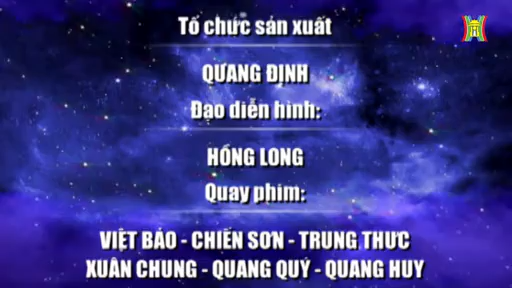 Tổ chức sản xuất
QUANG ĐỊNH
Đạo diễn hình:
HỒNG LONG
Quay phim:
VIỆT BẢO - CHIẾN SƠN - TRUNG THỨC
XUÂN CHUNG - QUANG QUÝ - QUANG HUY